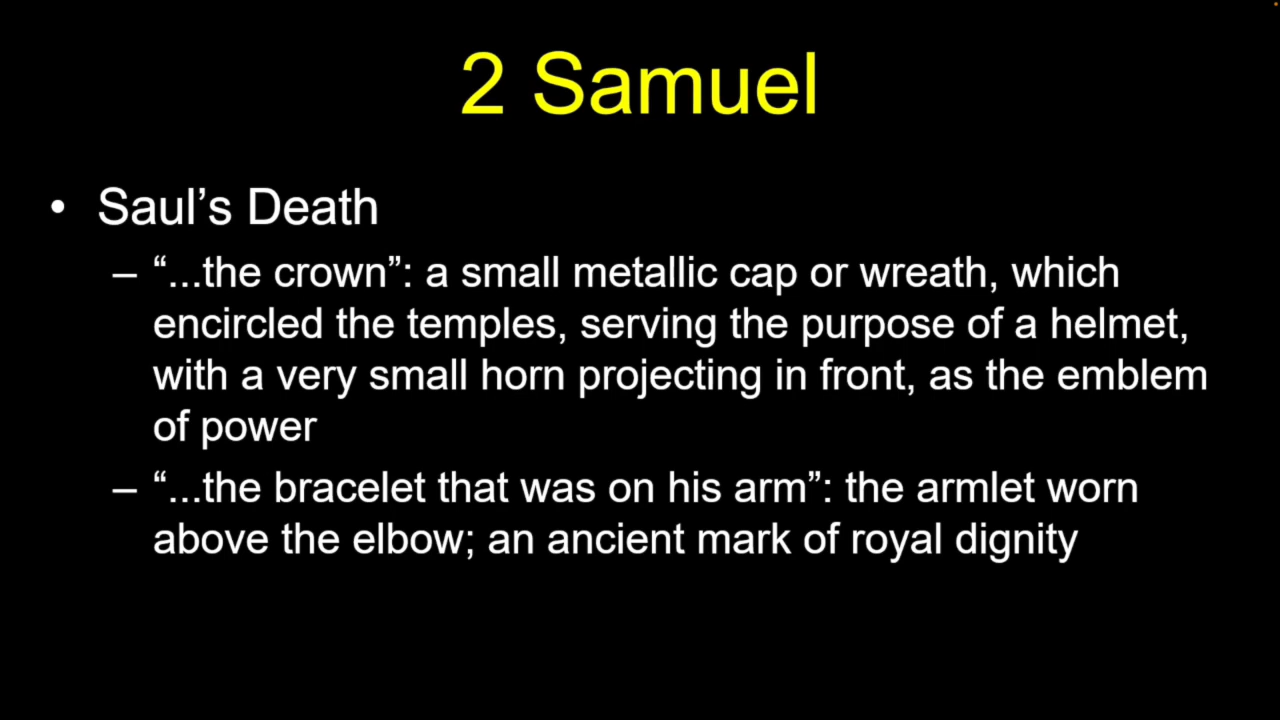 2 Samuel
• Saul’s Death
– “...the crown”: a small metallic cap or wreath, which
encircled the temples, serving the purpose of a helmet,
with a very small horn projecting in front, as the emblem
of power
– “...the bracelet that was on his arm”: the armlet worn
above the elbow; an ancient mark of royal dignity